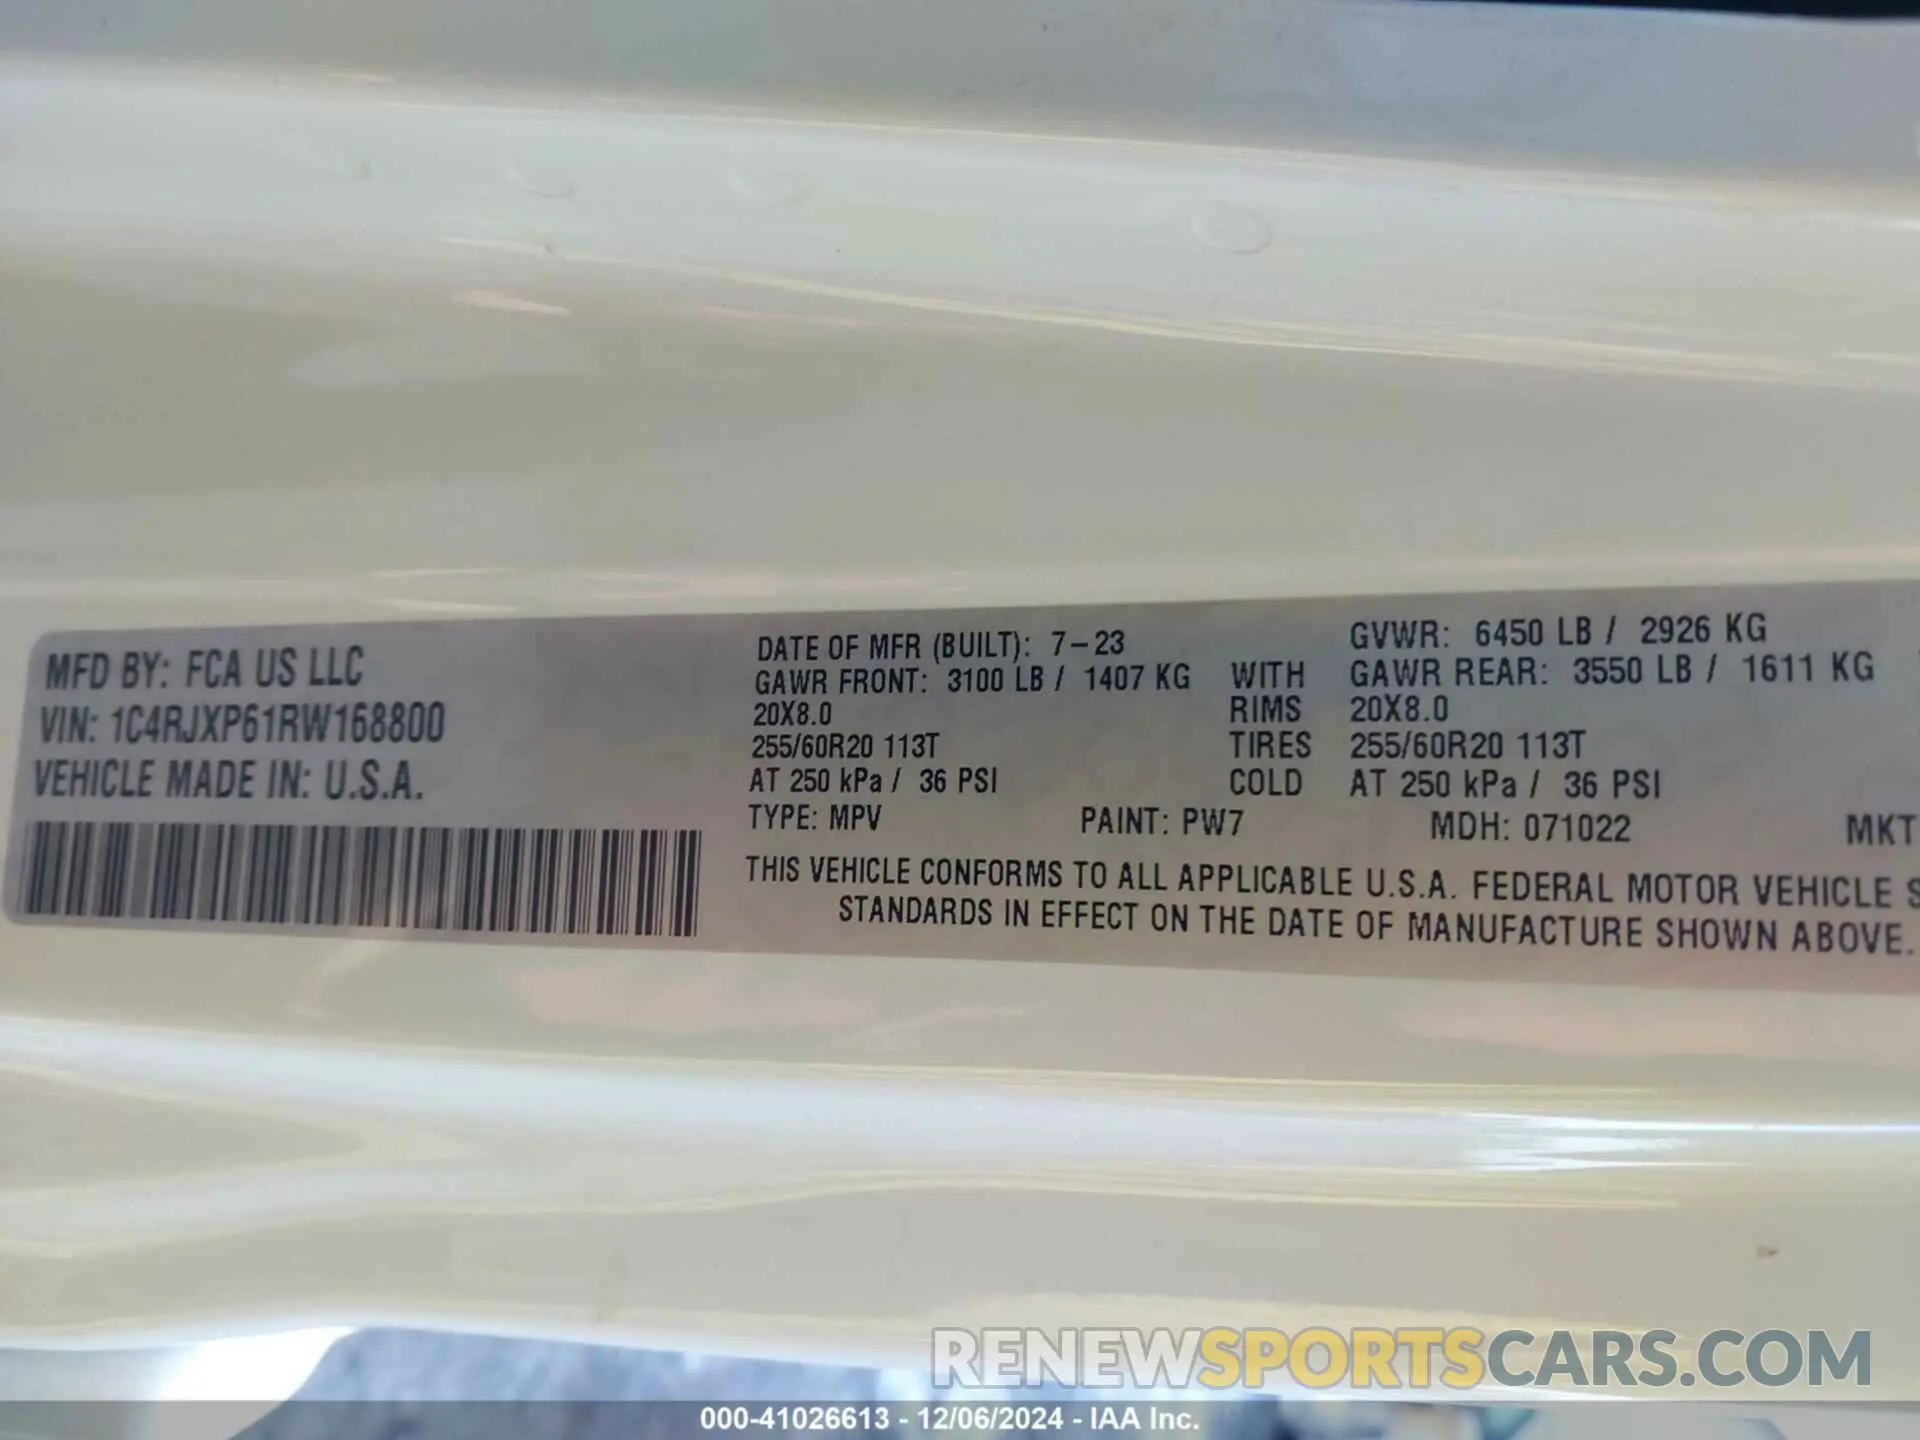 MFD BY: FCA US LLC
VIN: 1C4RJXP61RW168800
VEHICLE MADE IN: U.S.A.
DATE OF MFR (BUILT): 7-23 GVWR: 6450 LB / 2926 KG
GAWR FRONT: 3100 LB / 1407 KG WITH GAWR REAR: 3550 LB / 1611 KG
20X8.0 RIMS 20X8.0
255/60R20 113T TIRES 255/60R20 113T
AT 250 kPa / 36 PSI COLD AT 250 kPa / 36 PSI
TYPE: MPV PAINT: PW7 MDH: 071022 MKT
THIS VEHICLE CONFORMS TO ALL APPLICABLE U.S.A. FEDERAL MOTOR VEHICLE S
STANDARDS IN EFFECT ON THE DATE OF MANUFACTURE SHOWN ABOVE.
RENEWSPORTSCARS.COM
000-41026613 - 12/06/2024 - IAA Inc.